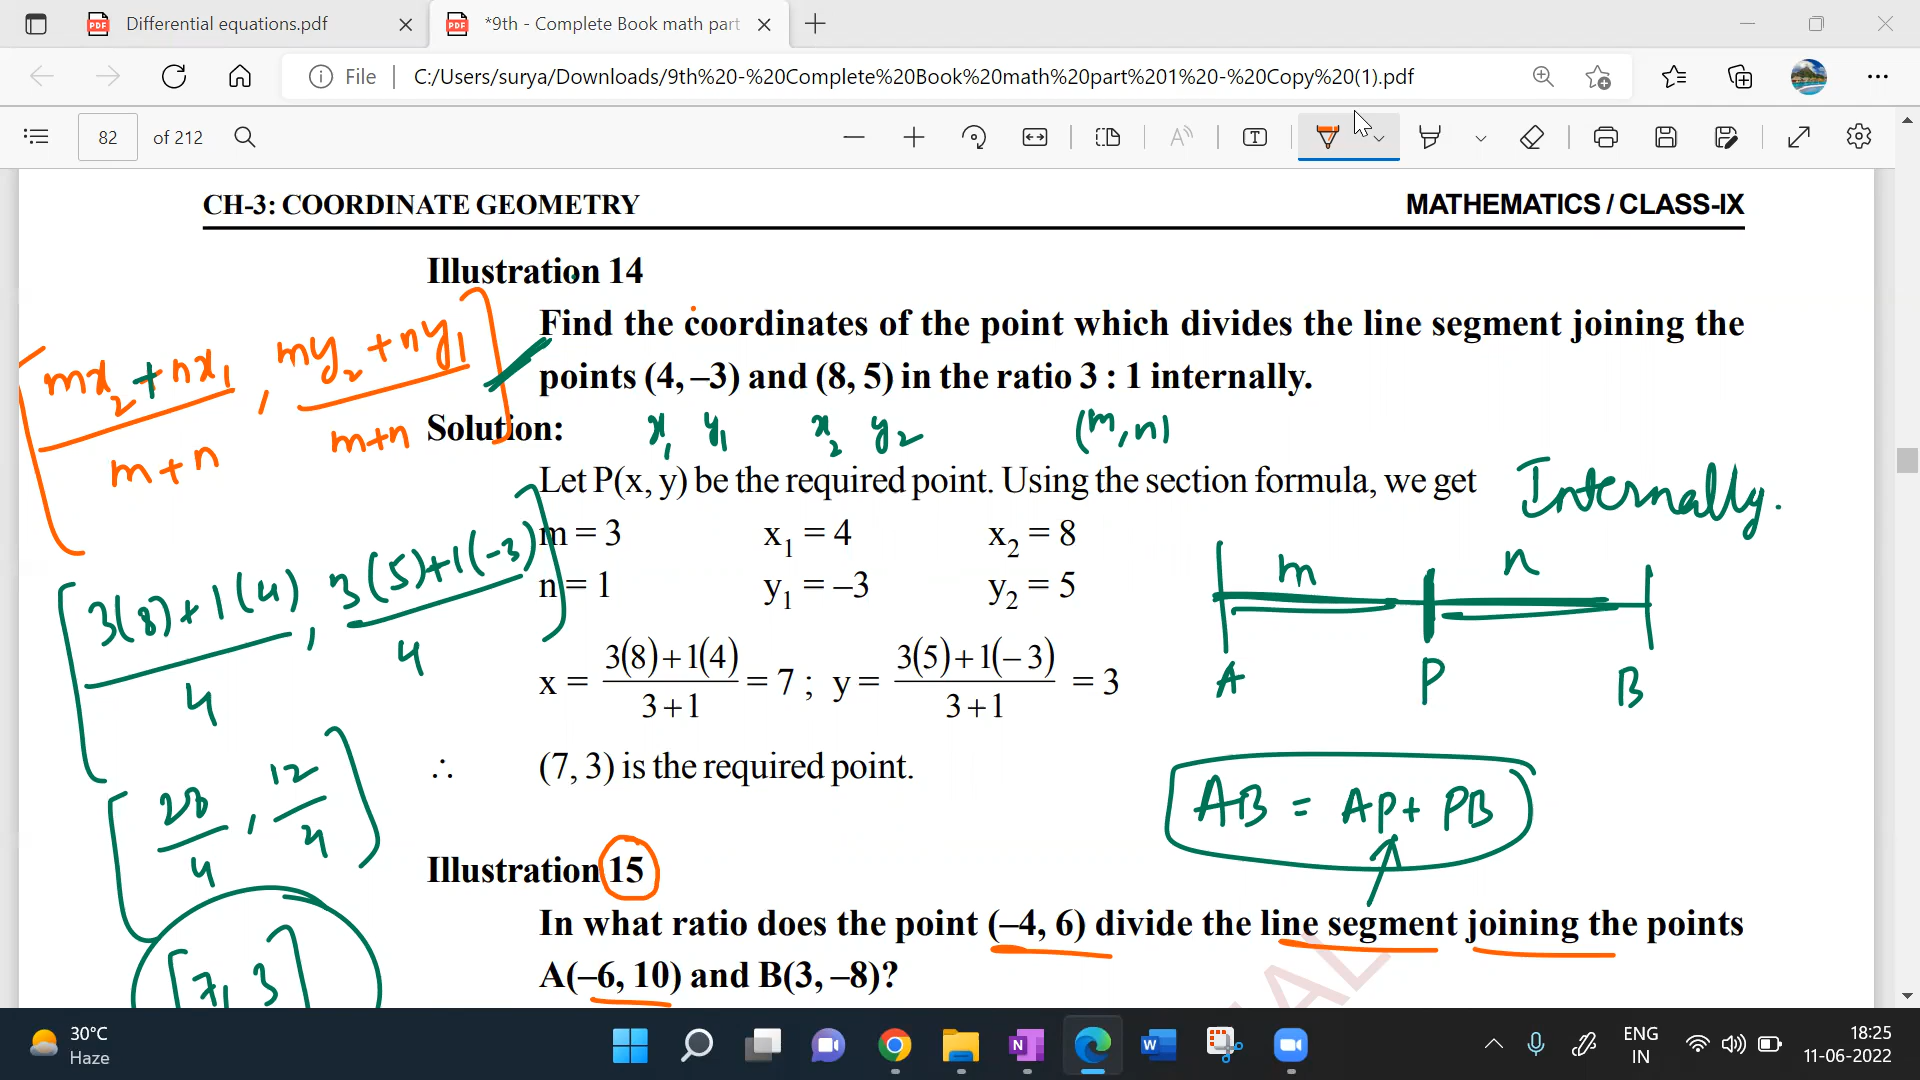 Differential equations.pdf
*9th - Complete Book math part
File
C:/Users/surya/Downloads/9th%20-%20Complete%20Book%20math%20part%201%20-%20Copy%20(1).pdf
82 of 212
CH-3: COORDINATE GEOMETRY
MATHEMATICS / CLASS-IX
Illustration 14
Find the coordinates of the point which divides the line segment joining the
points (4, –3) and (8, 5) in the ratio 3 : 1 internally.
[mx₂+nx₁/m+n, my₂+ny₁/m+n]
Solution:
x₁ y₁ x₂ y₂ (m,n)
Let P(x, y) be the required point. Using the section formula, we get
Internally.
m = 3 x₁ = 4 x₂ = 8
n = 1 y₁ = –3 y₂ = 5
m n
A P B
[3(8)+1(4)/4, 3(5)+1(-3)/4]
x = 3(8)+1(4)/3+1 = 7 ; y = 3(5)+1(–3)/3+1 = 3
∴ (7, 3) is the required point.
[28/4, 12/4]
AB = AP+ PB
Illustration 15
In what ratio does the point (–4, 6) divide the line segment joining the points
A(–6, 10) and B(3, –8)?
[7, 3]
30°C
Haze
ENG
IN
18:25
11-06-2022